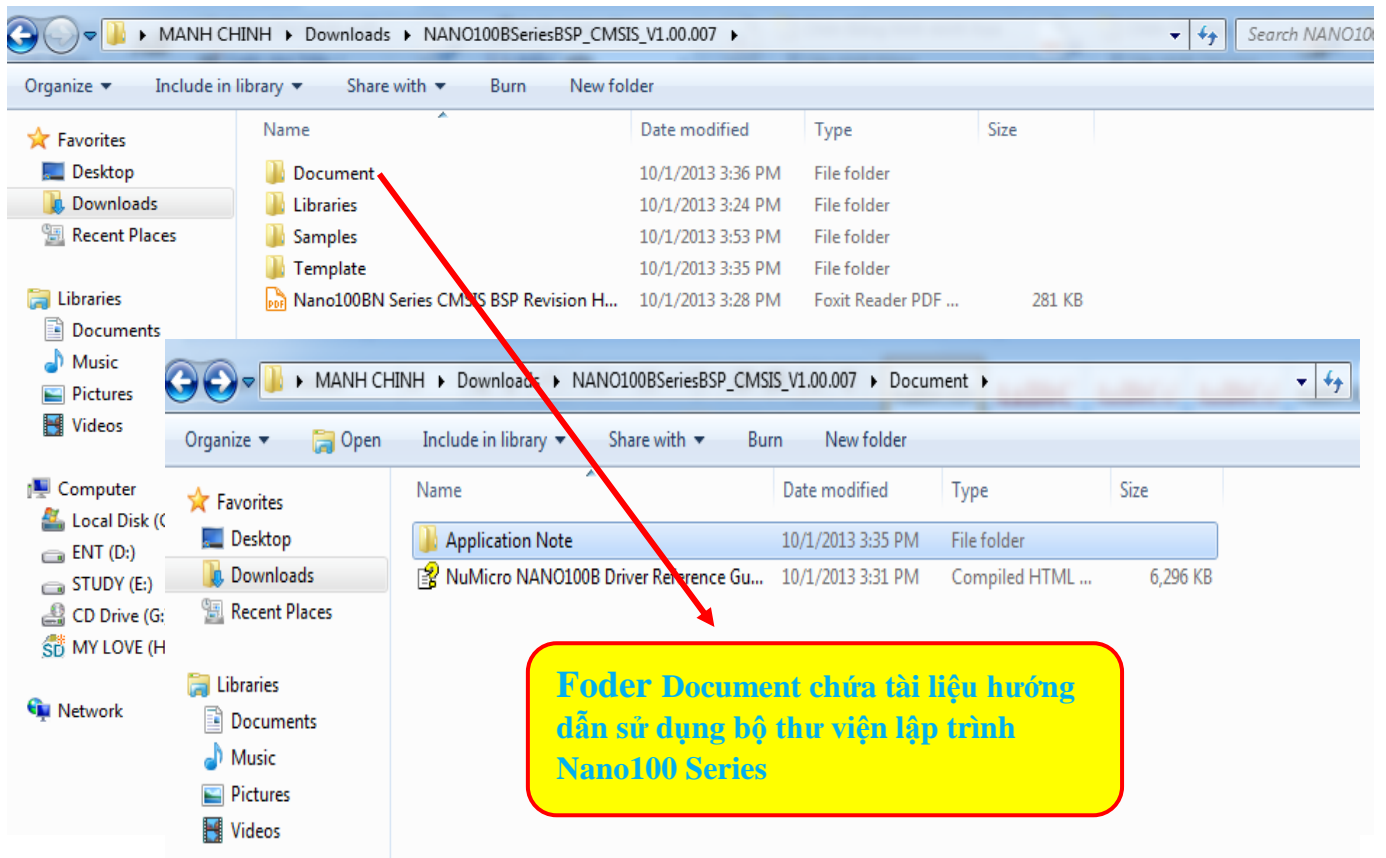 MANH CHINH ▸ Downloads ▸ NANO100BSeriesBSP_CMSIS_V1.00.007 ▸
Search NANO10
Organize Include in library Share with Burn New folder
Name Date modified Type Size
Favorites
Desktop
Downloads
Recent Places
Libraries
Documents
Music
Pictures
Videos
Computer
Local Disk (
ENT (D:)
STUDY (E:)
CD Drive (G:
MY LOVE (H
Network
Document 10/1/2013 3:36 PM File folder
Libraries 10/1/2013 3:24 PM File folder
Samples 10/1/2013 3:53 PM File folder
Template 10/1/2013 3:35 PM File folder
Nano100BN Series CMSIS BSP Revision H... 10/1/2013 3:28 PM Foxit Reader PDF ... 281 KB
MANH CHINH ▸ Downloads ▸ NANO100BSeriesBSP_CMSIS_V1.00.007 ▸ Document ▸
Organize Open Include in library Share with Burn New folder
Name Date modified Type Size
Favorites
Desktop
Downloads
Recent Places
Libraries
Documents
Music
Pictures
Videos
Application Note 10/1/2013 3:35 PM File folder
NuMicro NANO100B Driver Reference Gu... 10/1/2013 3:31 PM Compiled HTML ... 6,296 KB
Foder Document chứa tài liệu hướng
dẫn sử dụng bộ thư viện lập trình
Nano100 Series